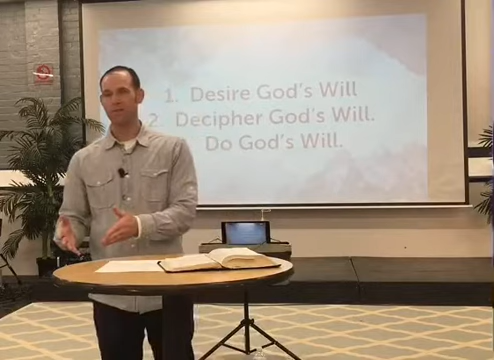 1. Desire God's Will
2. Decipher God's Will.
Do God's Will.